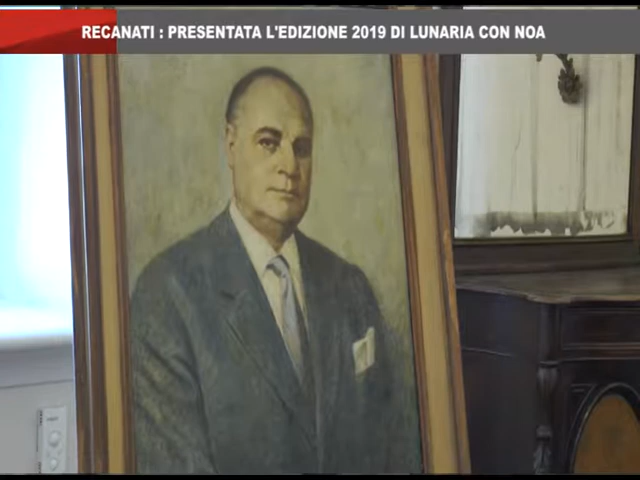 RECANATI : PRESENTATA L'EDIZIONE 2019 DI LUNARIA CON NOA